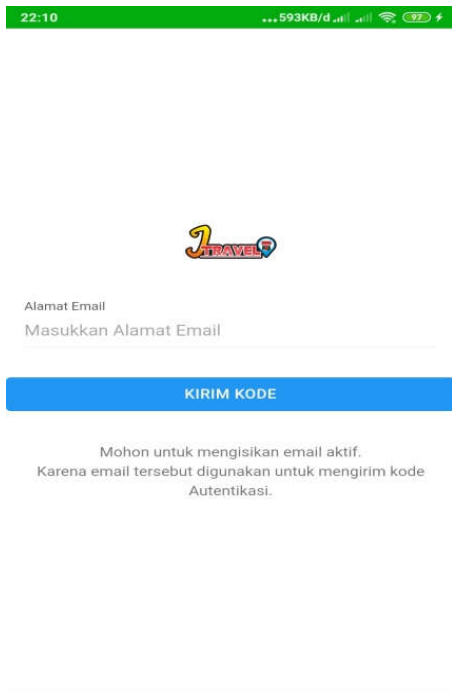 22:10
...593KB/d
97
J TRAVEL
Alamat Email
Masukkan Alamat Email
KIRIM KODE
Mohon untuk mengisikan email aktif.
Karena email tersebut digunakan untuk mengirim kode
Autentikasi.